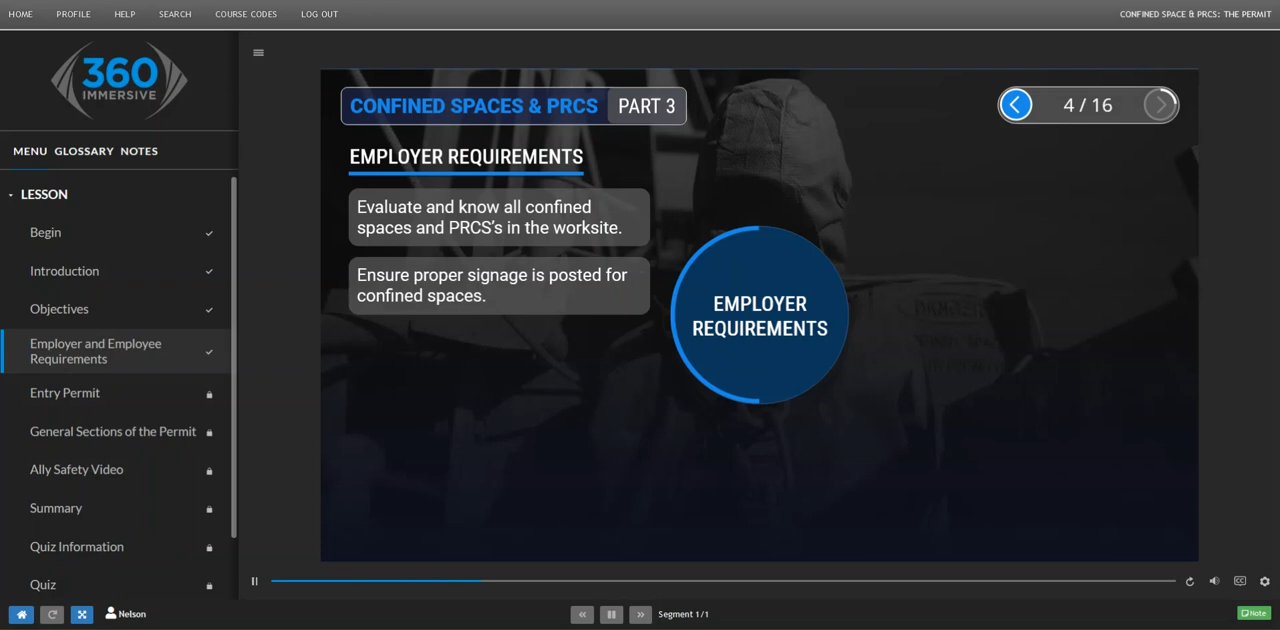 HOME PROFILE HELP SEARCH COURSE CODES LOG OUT CONFINED SPACE & PRCS: THE PERMIT
360
IMMERSIVE
MENU GLOSSARY NOTES
LESSON
Begin
Introduction
Objectives
Employer and Employee
Requirements
Entry Permit
General Sections of the Permit
Ally Safety Video
Summary
Quiz Information
Quiz
CONFINED SPACES & PRCS PART 3
4 / 16
EMPLOYER REQUIREMENTS
Evaluate and know all confined
spaces and PRCS’s in the worksite.
Ensure proper signage is posted for
confined spaces.
EMPLOYER
REQUIREMENTS
CC
Nelson
Segment 1/1
Note